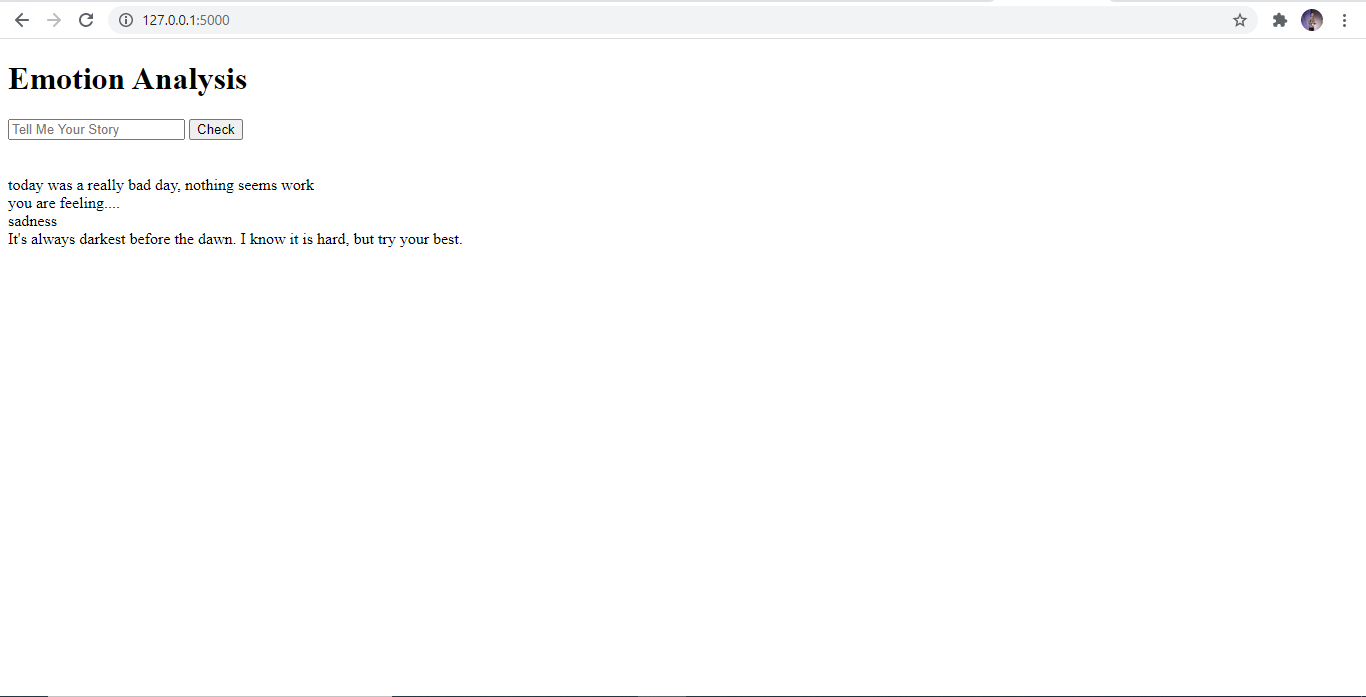 127.0.0.1:5000
Emotion Analysis
Tell Me Your Story Check
today was a really bad day, nothing seems work
you are feeling....
sadness
It's always darkest before the dawn. I know it is hard, but try your best.